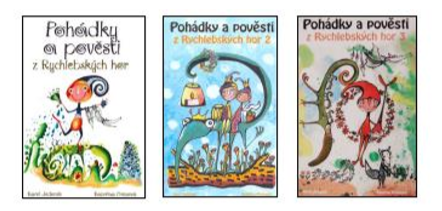 Pohádky
a pověsti
z Rychlebských hor
Pohádky a pověsti
z Rychlebských hor 2
Pohádky a pověsti
z Rychlebských hor 3